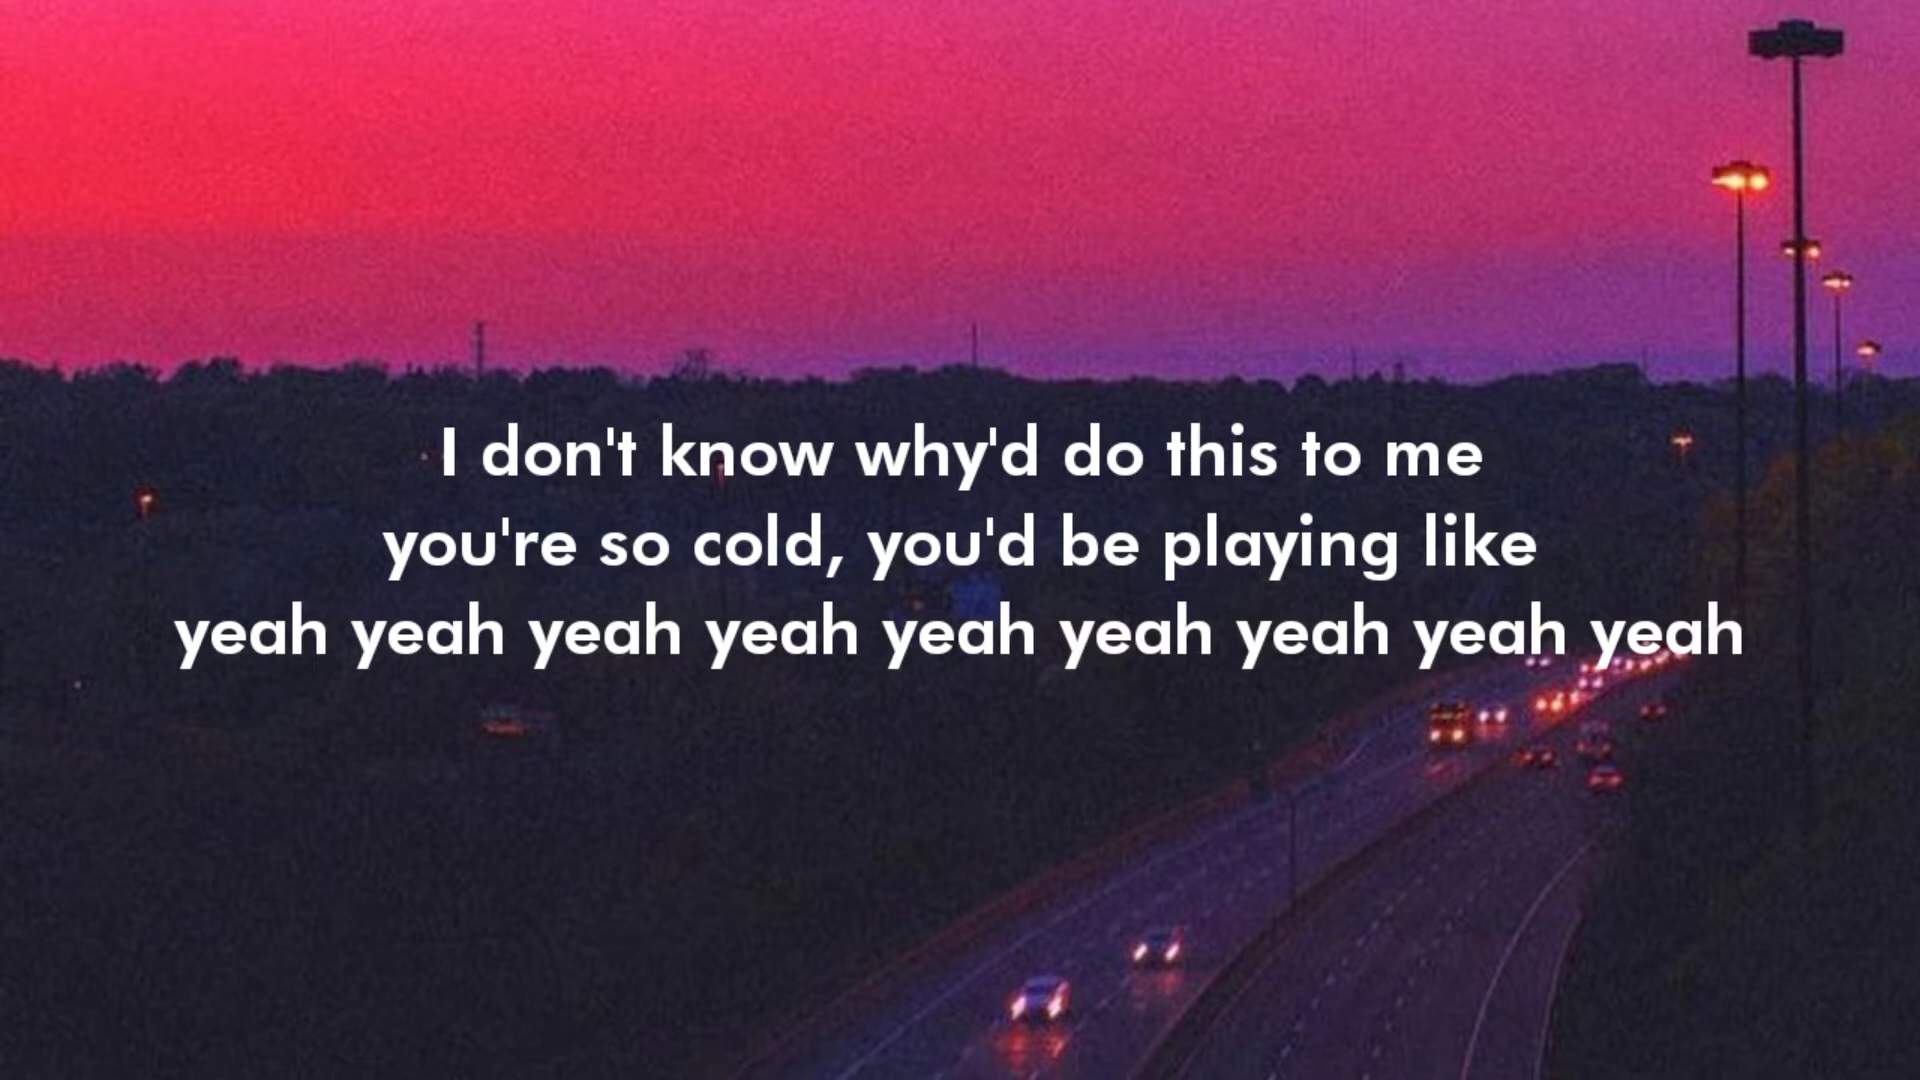 I don't know why'd do this to me
you're so cold, you'd be playing like
yeah yeah yeah yeah yeah yeah yeah yeah yeah